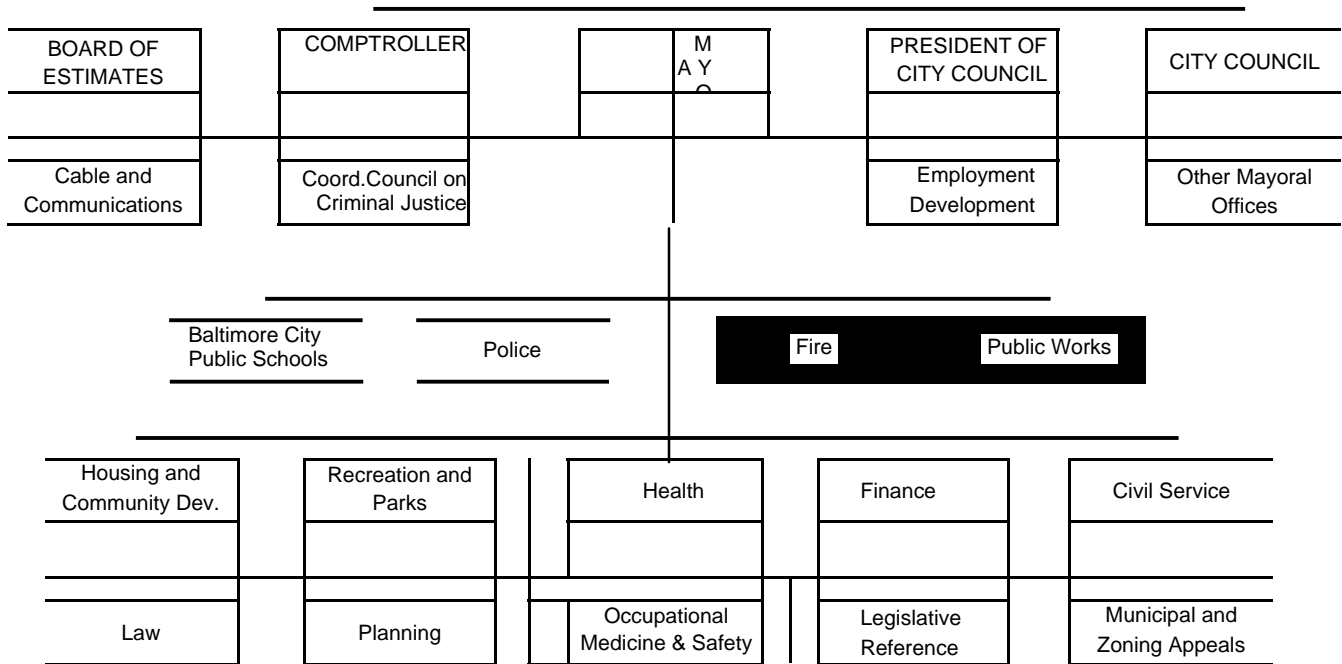 BOARD OF
ESTIMATES
COMPTROLLER
M
A Y
PRESIDENT OF
CITY COUNCIL
CITY COUNCIL
Cable and
Communications
Coord.Council on
Criminal Justice
Employment
Development
Other Mayoral
Offices
Baltimore City
Public Schools
Police
Fire
Public Works
Housing and
Community Dev.
Recreation and
Parks
Health
Finance
Civil Service
Law
Planning
Occupational
Medicine & Safety
Legislative
Reference
Municipal and
Zoning Appeals